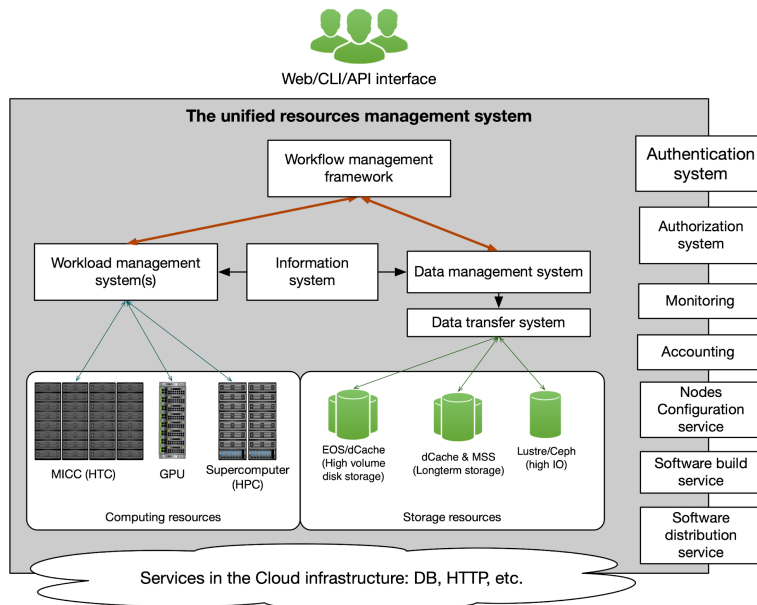 Web/CLI/API interface
The unified resources management system
Workflow management
framework
Authentication
system
Authorization
system
Workload management
system(s)
Information
system
Data management system
Monitoring
Data transfer system
Accounting
Nodes
Configuration
service
MICC (HTC)
GPU
Supercomputer
(HPC)
EOS/dCache
(High volume
disk storage)
dCache & MSS
(Longterm storage)
Lustre/Ceph
(high IO)
Software build
service
Computing resources
Storage resources
Software
distribution
service
Services in the Cloud infrastructure: DB, HTTP, etc.